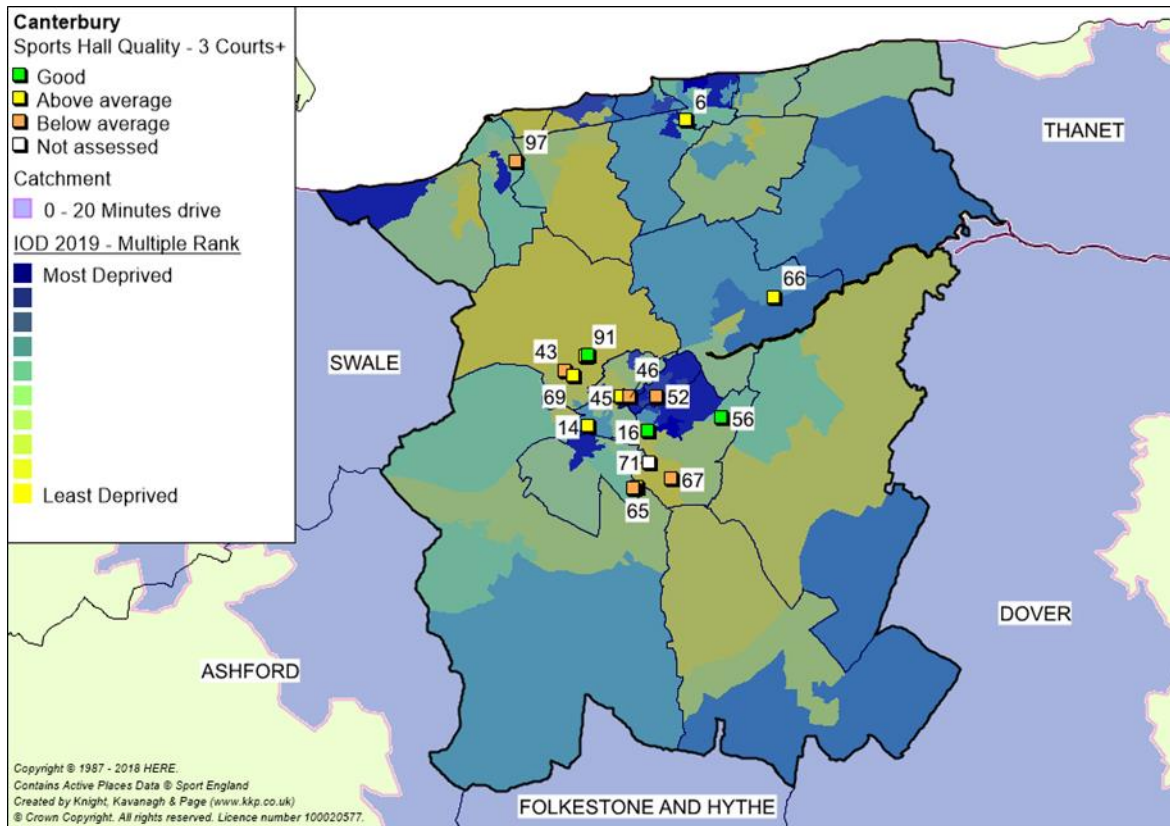 Canterbury
Sports Hall Quality - 3 Courts+
Good
Above average
Below average
Not assessed
Catchment
0 - 20 Minutes drive
IOD 2019 - Multiple Rank
Most Deprived
Least Deprived
6
THANET
97
66
91
43
SWALE
46
69
45
52
56
14
16
71
67
65
DOVER
ASHFORD
FOLKESTONE AND HYTHE
Copyright © 1987 - 2018 HERE.
Contains Active Places Data © Sport England
Created by Knight, Kavanagh & Page (www.kkp.co.uk)
© Crown Copyright. All rights reserved. Licence number 100020577.